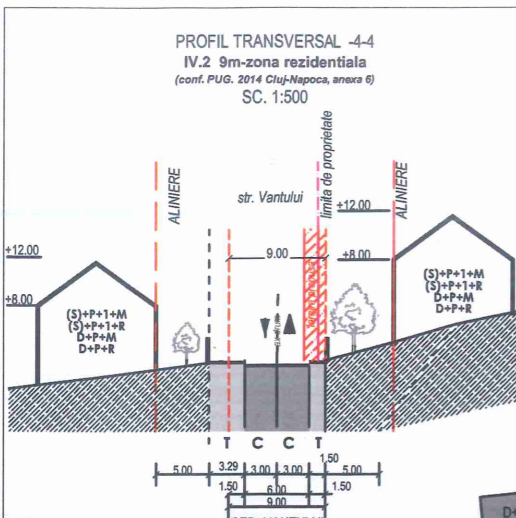 PROFIL TRANSVERSAL -4-4
IV.2 9m-zona rezidentiala
(conf. PUG. 2014 Cluj-Napoca, anexa 6)
SC. 1:500
ALINIERE
str. Vantului
limita de proprietate
ALINIERE
+12.00
+12.00
9.00
+8.00
+8.00
(S)+P+1+M
(S)+P+1+R
D+P+M
D+P+R
(S)+P+1+M
(S)+P+1+R
D+P+M
D+P+R
T C C T
1.50
5.00 3.29 3.00 3.00 5.00
1.50 6.00 1.50
9.00
STR. VANTULUI
D+